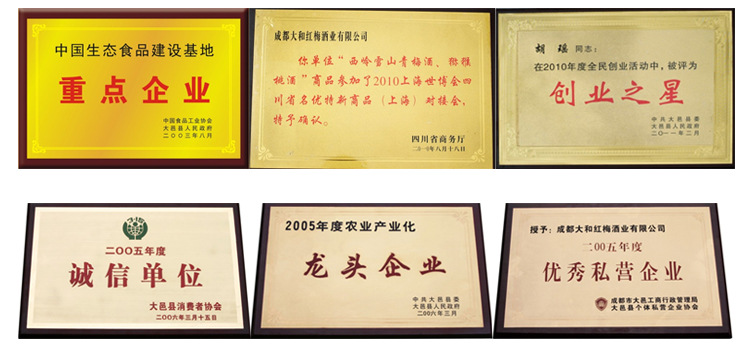 中国生态食品建设基地
重点企业
中国食品工业协会
大邑县人民政府
二〇〇三年八月
成都大和红梅酒业有限公司
你单位“西岭雪山青梅酒、猕猴
桃酒”商品参加了2010上海世博会四
川省名优特新商品（上海）对接会，
特予确认。
四川省商务厅
二〇一〇年八月十八日
胡瑶 同志：
在2010年度全民创业活动中，被评为
创业之星
中共大邑县委
大邑县人民政府
二〇一一年二月
3·15
二〇〇五年度
诚信单位
大邑县消费者协会
二〇〇六年三月十五日
2005年度农业产业化
龙头企业
中共大邑县委
大邑县人民政府
二〇〇六年三月
授予：成都大和红梅酒业有限公司
二〇〇五年度
优秀私营企业
成都市大邑工商行政管理局
大邑县个体私营企业协会